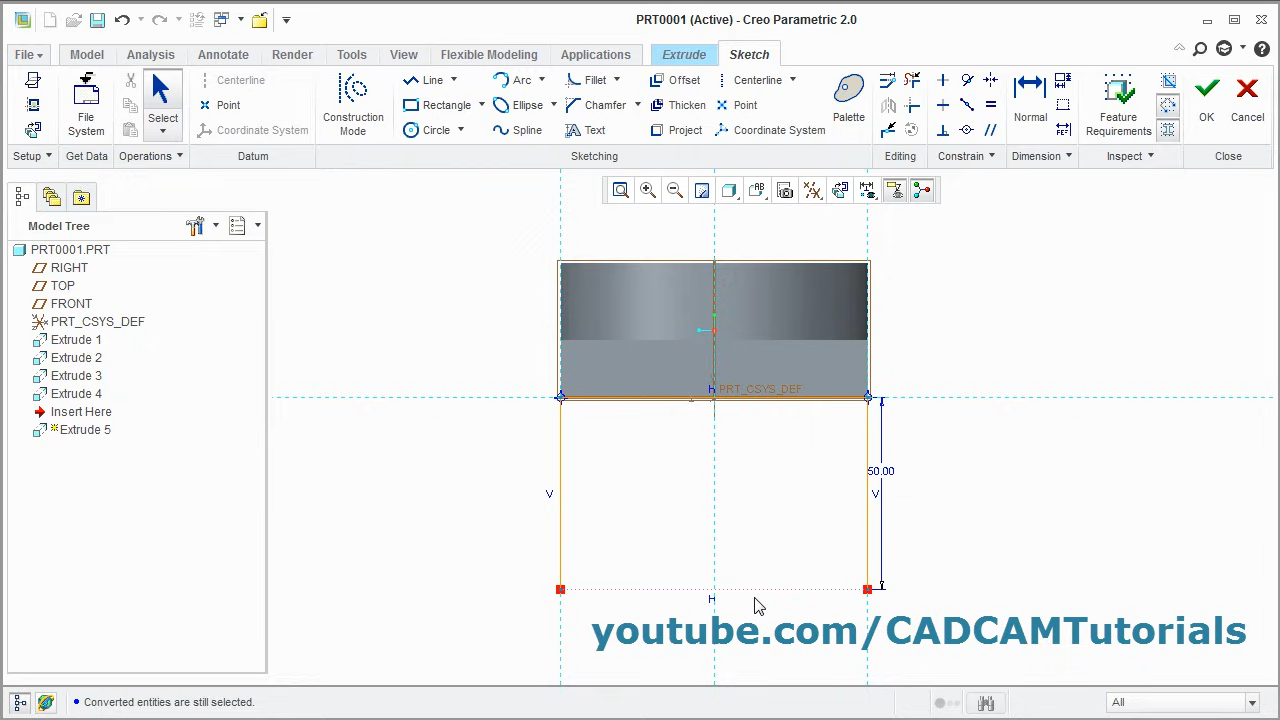 PRT0001 (Active) - Creo Parametric 2.0
File Model Analysis Annotate Render Tools View Flexible Modeling Applications Extrude Sketch
Centerline Line Arc Fillet Offset Centerline
Point Rectangle Ellipse Chamfer Thicken Point
Coordinate System Circle Spline Text Project Coordinate System
File System Select Construction Mode Palette Normal Feature Requirements OK Cancel
Setup Get Data Operations Datum Sketching Editing Constrain Dimension Inspect Close
Model Tree
PRT0001.PRT
RIGHT
TOP
FRONT
PRT_CSYS_DEF
Extrude 1
Extrude 2
Extrude 3
Extrude 4
Insert Here
Extrude 5
H PRT_CSYS_DEF
50.00
V V
H
youtube.com/CADCAMTutorials
Converted entities are still selected.
All